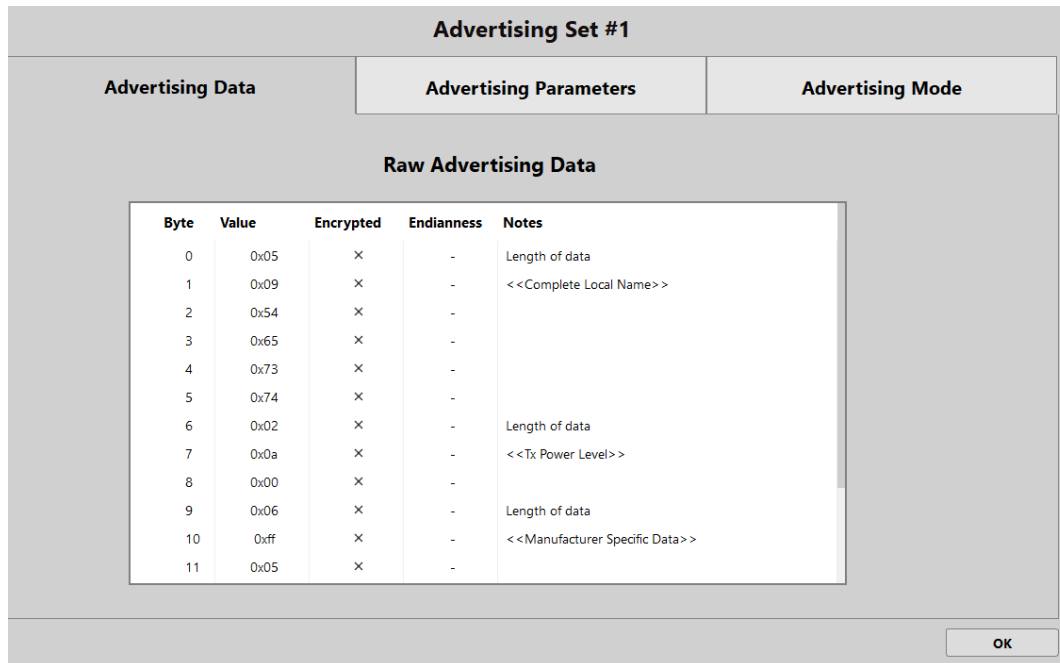 Advertising Set #1
Advertising Data Advertising Parameters Advertising Mode
Raw Advertising Data
Byte Value Encrypted Endianness Notes
0 0x05 × - Length of data
1 0x09 × - <<Complete Local Name>>
2 0x54 × -
3 0x65 × -
4 0x73 × -
5 0x74 × -
6 0x02 × - Length of data
7 0x0a × - <<Tx Power Level>>
8 0x00 × -
9 0x06 × - Length of data
10 0xff × - <<Manufacturer Specific Data>>
11 0x05 × -
OK